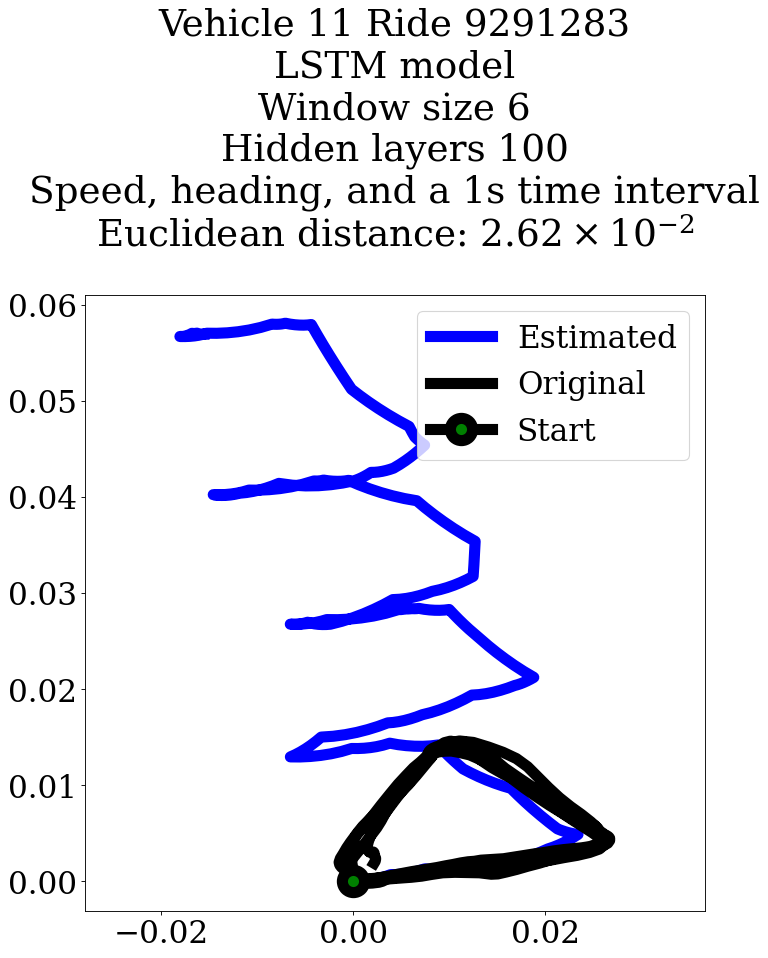 Vehicle 11 Ride 9291283
LSTM model
Window size 6
Hidden layers 100
Speed, heading, and a 1s time interval
Euclidean distance: 2.62 × 10⁻²
0.06
0.05
0.04
0.03
0.02
0.01
0.00
−0.02
0.00
0.02
Estimated
Original
Start